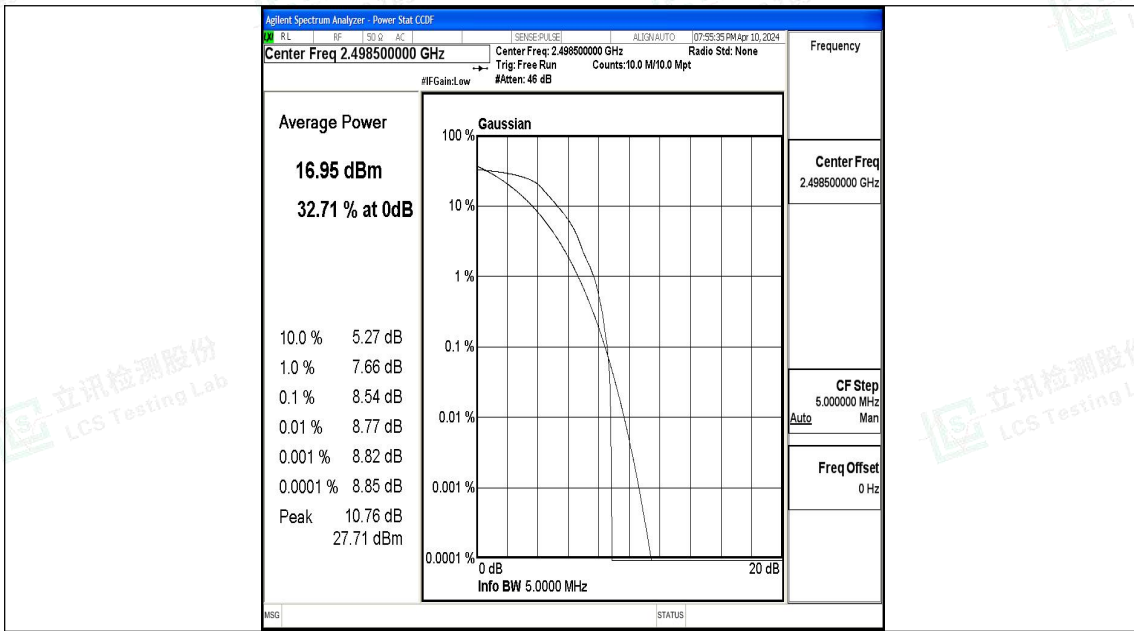 Agilent Spectrum Analyzer - Power Stat CCDF
RL RF 50 Ω AC SENSE:PULSE ALIGN AUTO 07:55:35 PM Apr 10, 2024
Center Freq 2.498500000 GHz
Center Freq: 2.498500000 GHz Radio Std: None
Trig: Free Run Counts:10.0 M/10.0 Mpt
#IFGain:Low #Atten: 46 dB
Average Power
16.95 dBm
32.71 % at 0dB
10.0 % 5.27 dB
1.0 % 7.66 dB
0.1 % 8.54 dB
0.01 % 8.77 dB
0.001 % 8.82 dB
0.0001 % 8.85 dB
Peak 10.76 dB
27.71 dBm
Gaussian
100 %
10 %
1 %
0.1 %
0.01 %
0.001 %
0.0001 %
0 dB 20 dB
Info BW 5.0000 MHz
Frequency
Center Freq
2.498500000 GHz
CF Step
5.000000 MHz
Auto Man
Freq Offset
0 Hz
MSG STATUS
立讯检测股份
LCS Testing Lab
立讯检测股份
LCS Testing L